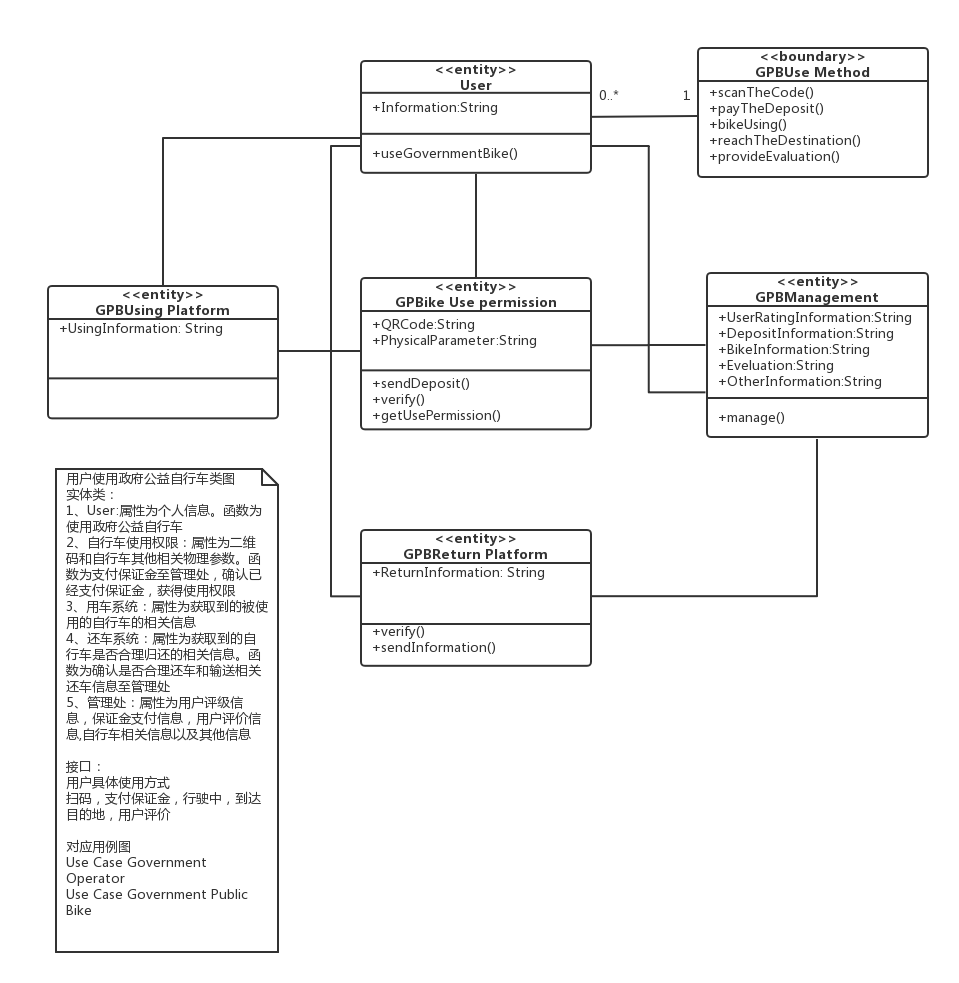 <<entity>>
User
+Information:String
+useGovernmentBike()
0..*
1
<<boundary>>
GPBUse Method
+scanTheCode()
+payTheDeposit()
+bikeUsing()
+reachTheDestination()
+provideEvaluation()
<<entity>>
GPBUsing Platform
+UsingInformation: String
<<entity>>
GPBike Use permission
+QRCode:String
+PhysicalParameter:String
+sendDeposit()
+verify()
+getUsePermission()
<<entity>>
GPBManagement
+UserRatingInformation:String
+DepositInformation:String
+BikeInformation:String
+Eveluation:String
+OtherInformation:String
+manage()
<<entity>>
GPBReturn Platform
+ReturnInformation: String
+verify()
+sendInformation()
用户使用政府公益自行车类图
实体类：
1、User:属性为个人信息。函数为
使用政府公益自行车
2、自行车使用权限：属性为二维
码和自行车其他相关物理参数。函
数为支付保证金至管理处，确认已
经支付保证金，获得使用权限
3、用车系统：属性为获取到的被使
用的自行车的相关信息
4、还车系统：属性为获取到的自
行车是否合理归还的相关信息。函
数为确认是否合理还车和输送相关
还车信息至管理处
5、管理处：属性为用户评级信
息，保证金支付信息，用户评价信
息,自行车相关信息以及其他信息
接口：
用户具体使用方式
扫码，支付保证金，行驶中，到达
目的地，用户评价
对应用例图
Use Case Government
Operator
Use Case Government Public
Bike